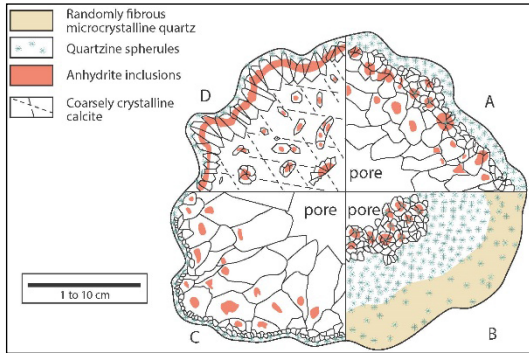 Randomly fibrous
microcrystalline quartz
Quartzine spherules
Anhydrite inclusions
Coarsely crystalline
calcite
D
A
pore
pore
pore
1 to 10 cm
C
B